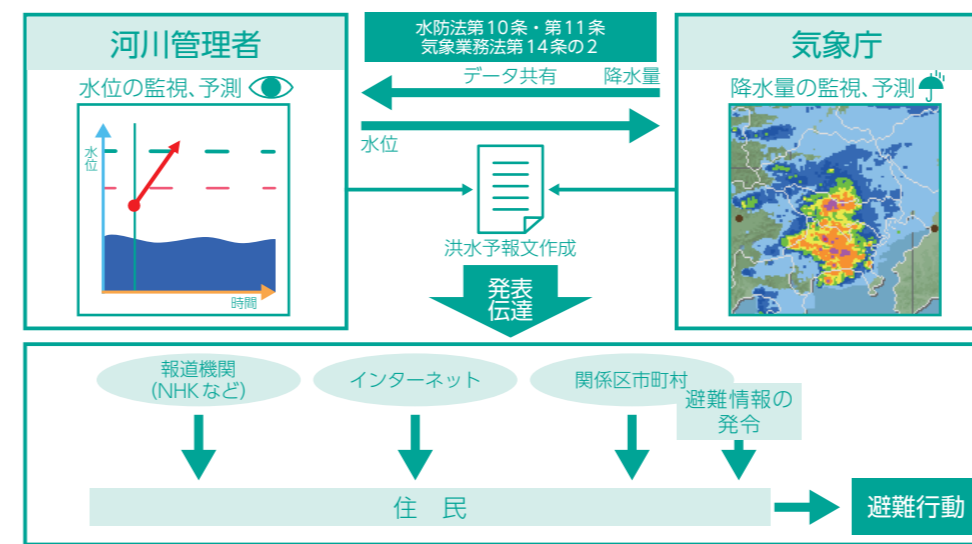 河川管理者
水位の監視、予測
水位
時間
水防法第10条・第11条
気象業務法第14条の2
データ共有 降水量
水位
洪水予報文作成
気象庁
降水量の監視、予測
発表
伝達
報道機関
(NHKなど)
インターネット
関係区市町村
避難情報の
発令
住 民
避難行動